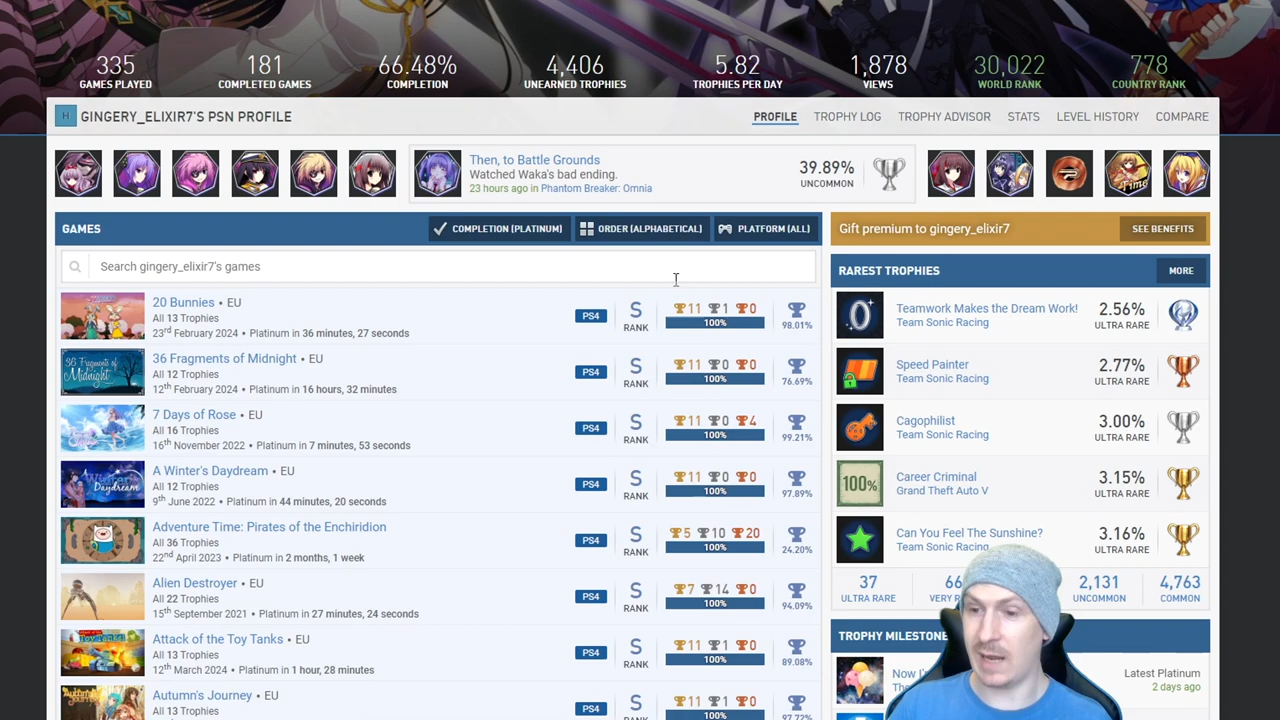 335
GAMES PLAYED
181
COMPLETED GAMES
66.48%
COMPLETION
4,406
UNEARNED TROPHIES
5.82
TROPHIES PER DAY
1,878
VIEWS
30,022
WORLD RANK
778
COUNTRY RANK
H GINGERY_ELIXIR7'S PSN PROFILE
PROFILE TROPHY LOG TROPHY ADVISOR STATS LEVEL HISTORY COMPARE
Then, to Battle Grounds
Watched Waka's bad ending.
23 hours ago in Phantom Breaker: Omnia
39.89%
UNCOMMON
Time
GAMES
COMPLETION (PLATINUM) ORDER (ALPHABETICAL) PLATFORM (ALL)
Search gingery_elixir7's games
20 Bunnies • EU
All 13 Trophies
23rd February 2024 • Platinum in 36 minutes, 27 seconds
PS4
S
RANK
11 1 0
100%
98.01%
36 Fragments of Midnight • EU
All 12 Trophies
12th February 2024 • Platinum in 16 hours, 32 minutes
PS4
S
RANK
11 0 0
100%
76.69%
7 Days of Rose • EU
All 16 Trophies
16th November 2022 • Platinum in 7 minutes, 53 seconds
PS4
S
RANK
11 0 4
100%
99.21%
A Winter's Daydream • EU
All 12 Trophies
9th June 2022 • Platinum in 44 minutes, 20 seconds
PS4
S
RANK
11 0 0
100%
97.89%
Adventure Time: Pirates of the Enchiridion
All 36 Trophies
22nd April 2023 • Platinum in 2 months, 1 week
PS4
S
RANK
5 10 20
100%
24.20%
Alien Destroyer • EU
All 22 Trophies
15th September 2021 • Platinum in 27 minutes, 24 seconds
PS4
S
RANK
7 14 0
100%
94.09%
Attack of the Toy Tanks • EU
All 13 Trophies
12th March 2024 • Platinum in 1 hour, 28 minutes
PS4
S
RANK
11 1 0
100%
89.08%
Autumn's Journey • EU
All 13 Trophies
PS4
S
RANK
11 1 0
100%
97.72%
Gift premium to gingery_elixir7
SEE BENEFITS
RAREST TROPHIES
MORE
Teamwork Makes the Dream Work!
Team Sonic Racing
2.56%
ULTRA RARE
Speed Painter
Team Sonic Racing
2.77%
ULTRA RARE
Cagophilist
Team Sonic Racing
3.00%
ULTRA RARE
100%
Career Criminal
Grand Theft Auto V
3.15%
ULTRA RARE
Can You Feel The Sunshine?
Team Sonic Racing
3.16%
ULTRA RARE
37
ULTRA RARE
66
VERY
2,131
UNCOMMON
4,763
COMMON
TROPHY MILESTONE
Latest Platinum
2 days ago